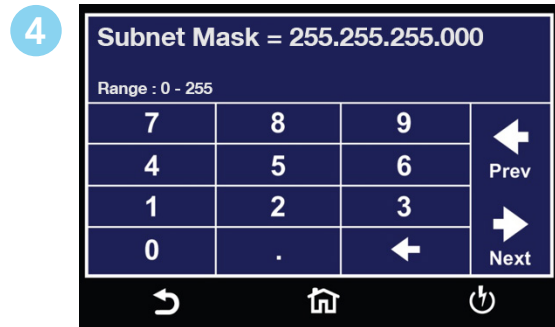 4
Subnet Mask = 255.255.255.000
Range : 0 - 255
7 8 9
4 5 6 Prev
1 2 3
0 . Next